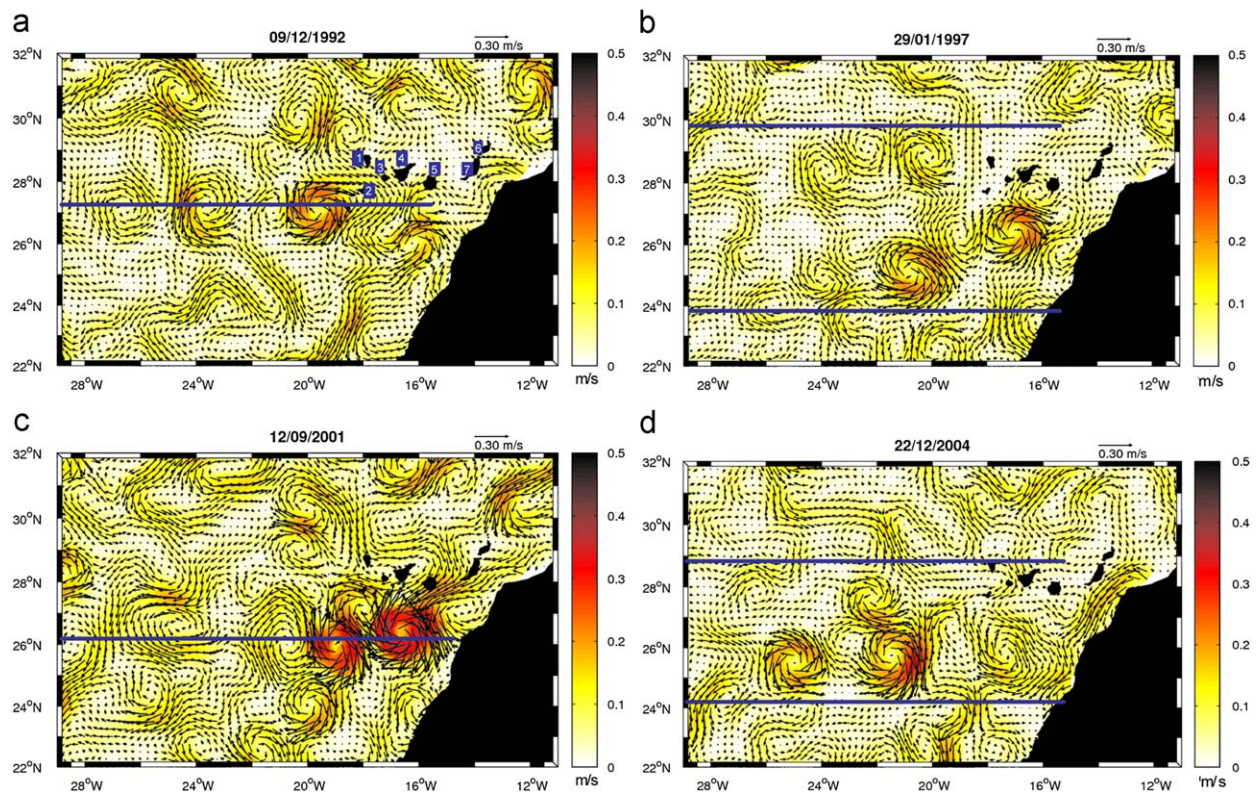 a
09/12/1992
0.30 m/s
32°N
30°N
28°N
26°N
24°N
22°N
28°W
24°W
20°W
16°W
12°W
1
2
3
4
5
6
7
0.5
0.4
0.3
0.2
0.1
0
m/s
b
29/01/1997
0.30 m/s
32°N
30°N
28°N
26°N
24°N
22°N
28°W
24°W
20°W
16°W
12°W
0.5
0.4
0.3
0.2
0.1
0
m/s
c
12/09/2001
0.30 m/s
32°N
30°N
28°N
26°N
24°N
22°N
28°W
24°W
20°W
16°W
12°W
0.5
0.4
0.3
0.2
0.1
0
m/s
d
22/12/2004
0.30 m/s
32°N
30°N
28°N
26°N
24°N
22°N
28°W
24°W
20°W
16°W
12°W
0.5
0.4
0.3
0.2
0.1
0
'm/s